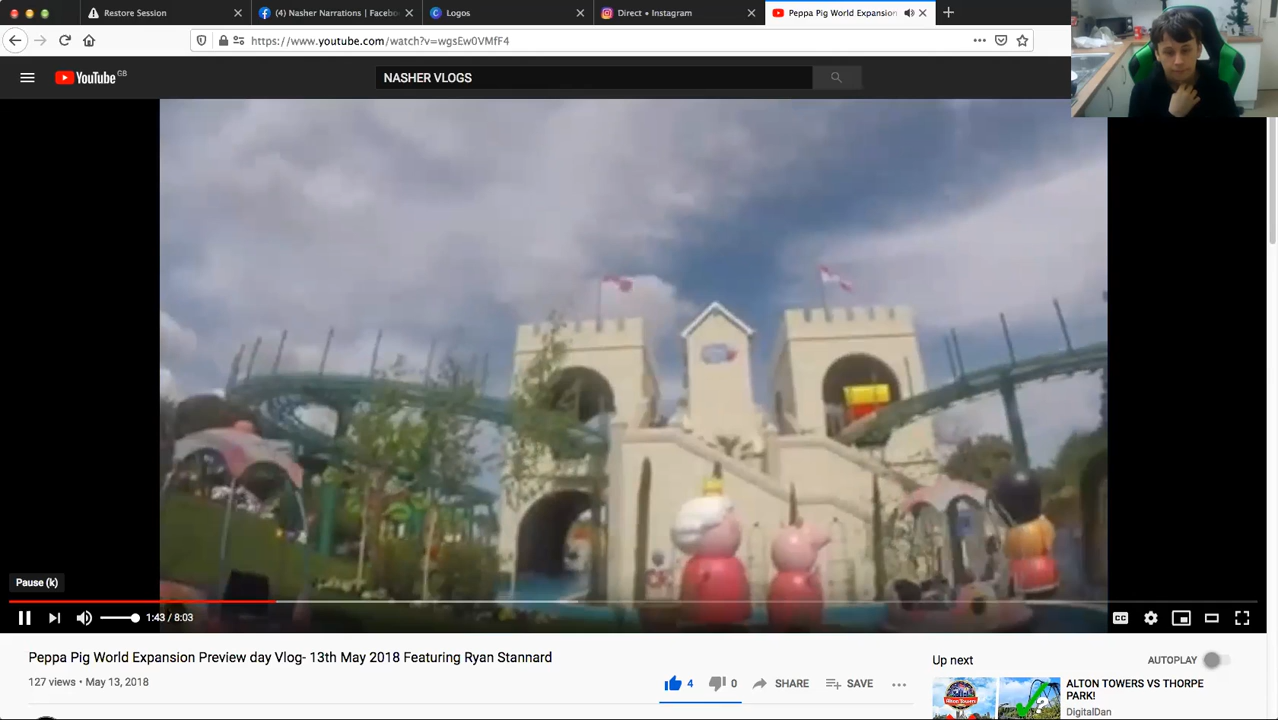 Restore Session
(4) Nasher Narrations | Faceboo
Logos
Direct • Instagram
Peppa Pig World Expansion
https://www.youtube.com/watch?v=wgsEw0VMfF4
YouTube GB
NASHER VLOGS
Pause (k)
1:43 / 8:03
CC
Peppa Pig World Expansion Preview day Vlog- 13th May 2018 Featuring Ryan Stannard
127 views • May 13, 2018
4
0
SHARE
SAVE
Up next
AUTOPLAY
ALTON TOWERS VS THORPE
PARK!
DigitalDan